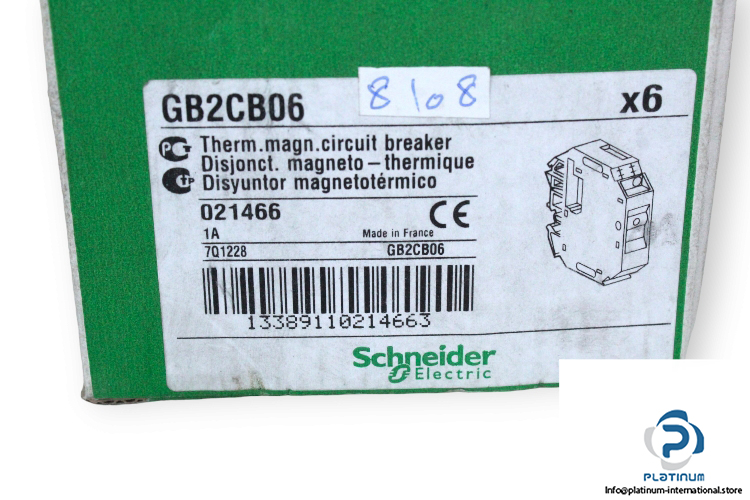 8108
GB2CB06
x6
Therm.magn.circuit breaker
Disjonct. magneto-thermique
Disyuntor magnetotérmico
021466
CE
1A
Made in France
7Q1228
GB2CB06
13389110214663
Schneider
Electric
PLATINUM
Info@platinum-international.store